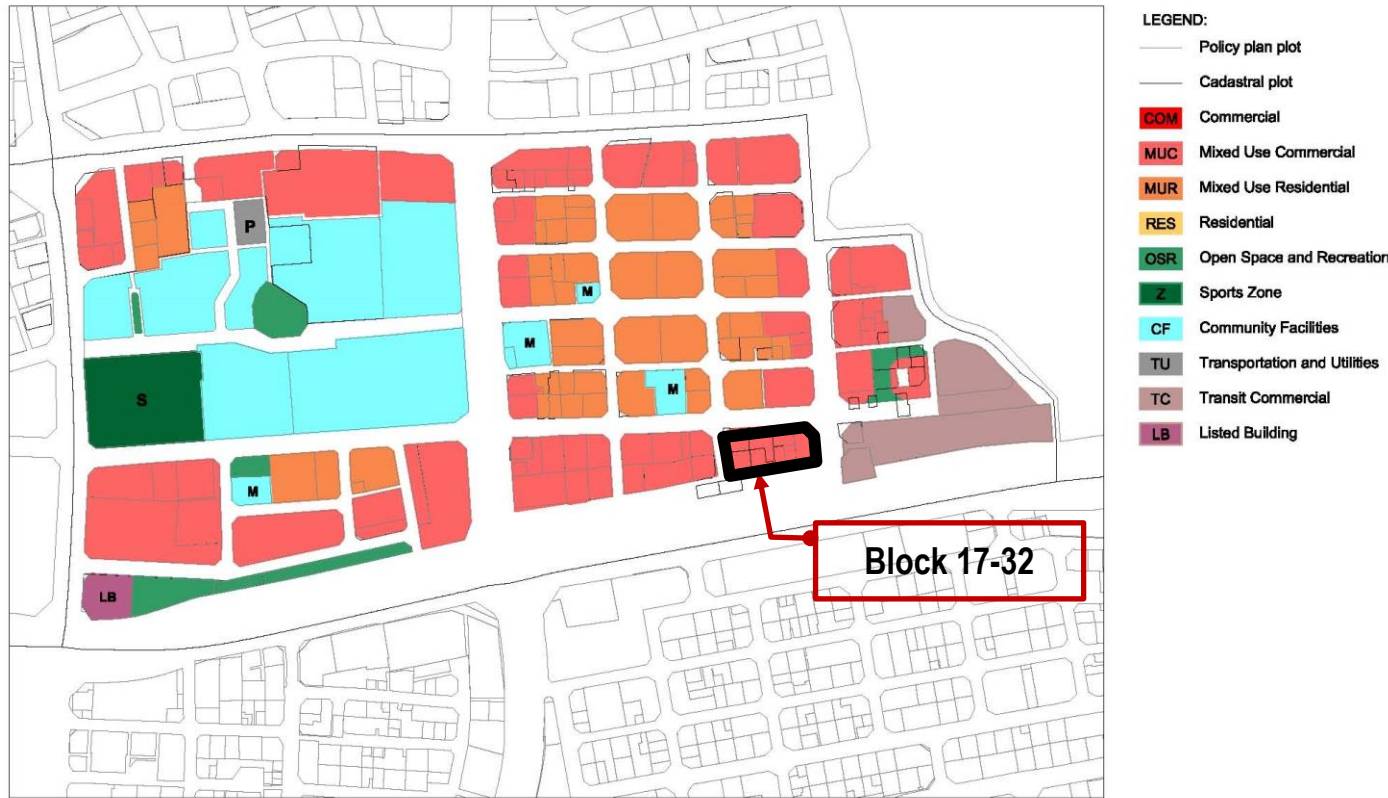 LEGEND:
Policy plan plot
Cadastral plot
COM Commercial
MUC Mixed Use Commercial
MUR Mixed Use Residential
RES Residential
OSR Open Space and Recreation
Z Sports Zone
CF Community Facilities
TU Transportation and Utilities
TC Transit Commercial
LB Listed Building
P
M
M
S
M
M
LB
Block 17-32